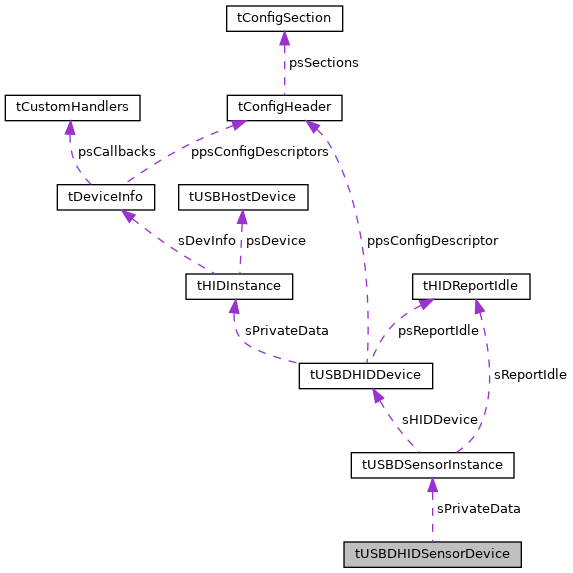 tConfigSection
psSections
tCustomHandlers
tConfigHeader
psCallbacks
ppsConfigDescriptors
tDeviceInfo
tUSBHostDevice
sDevInfo
psDevice
ppsConfigDescriptor
tHIDInstance
tHIDReportIdle
sPrivateData
psReportIdle
tUSBDHIDDevice
sReportIdle
sHIDDevice
tUSBDSensorInstance
sPrivateData
tUSBDHIDSensorDevice